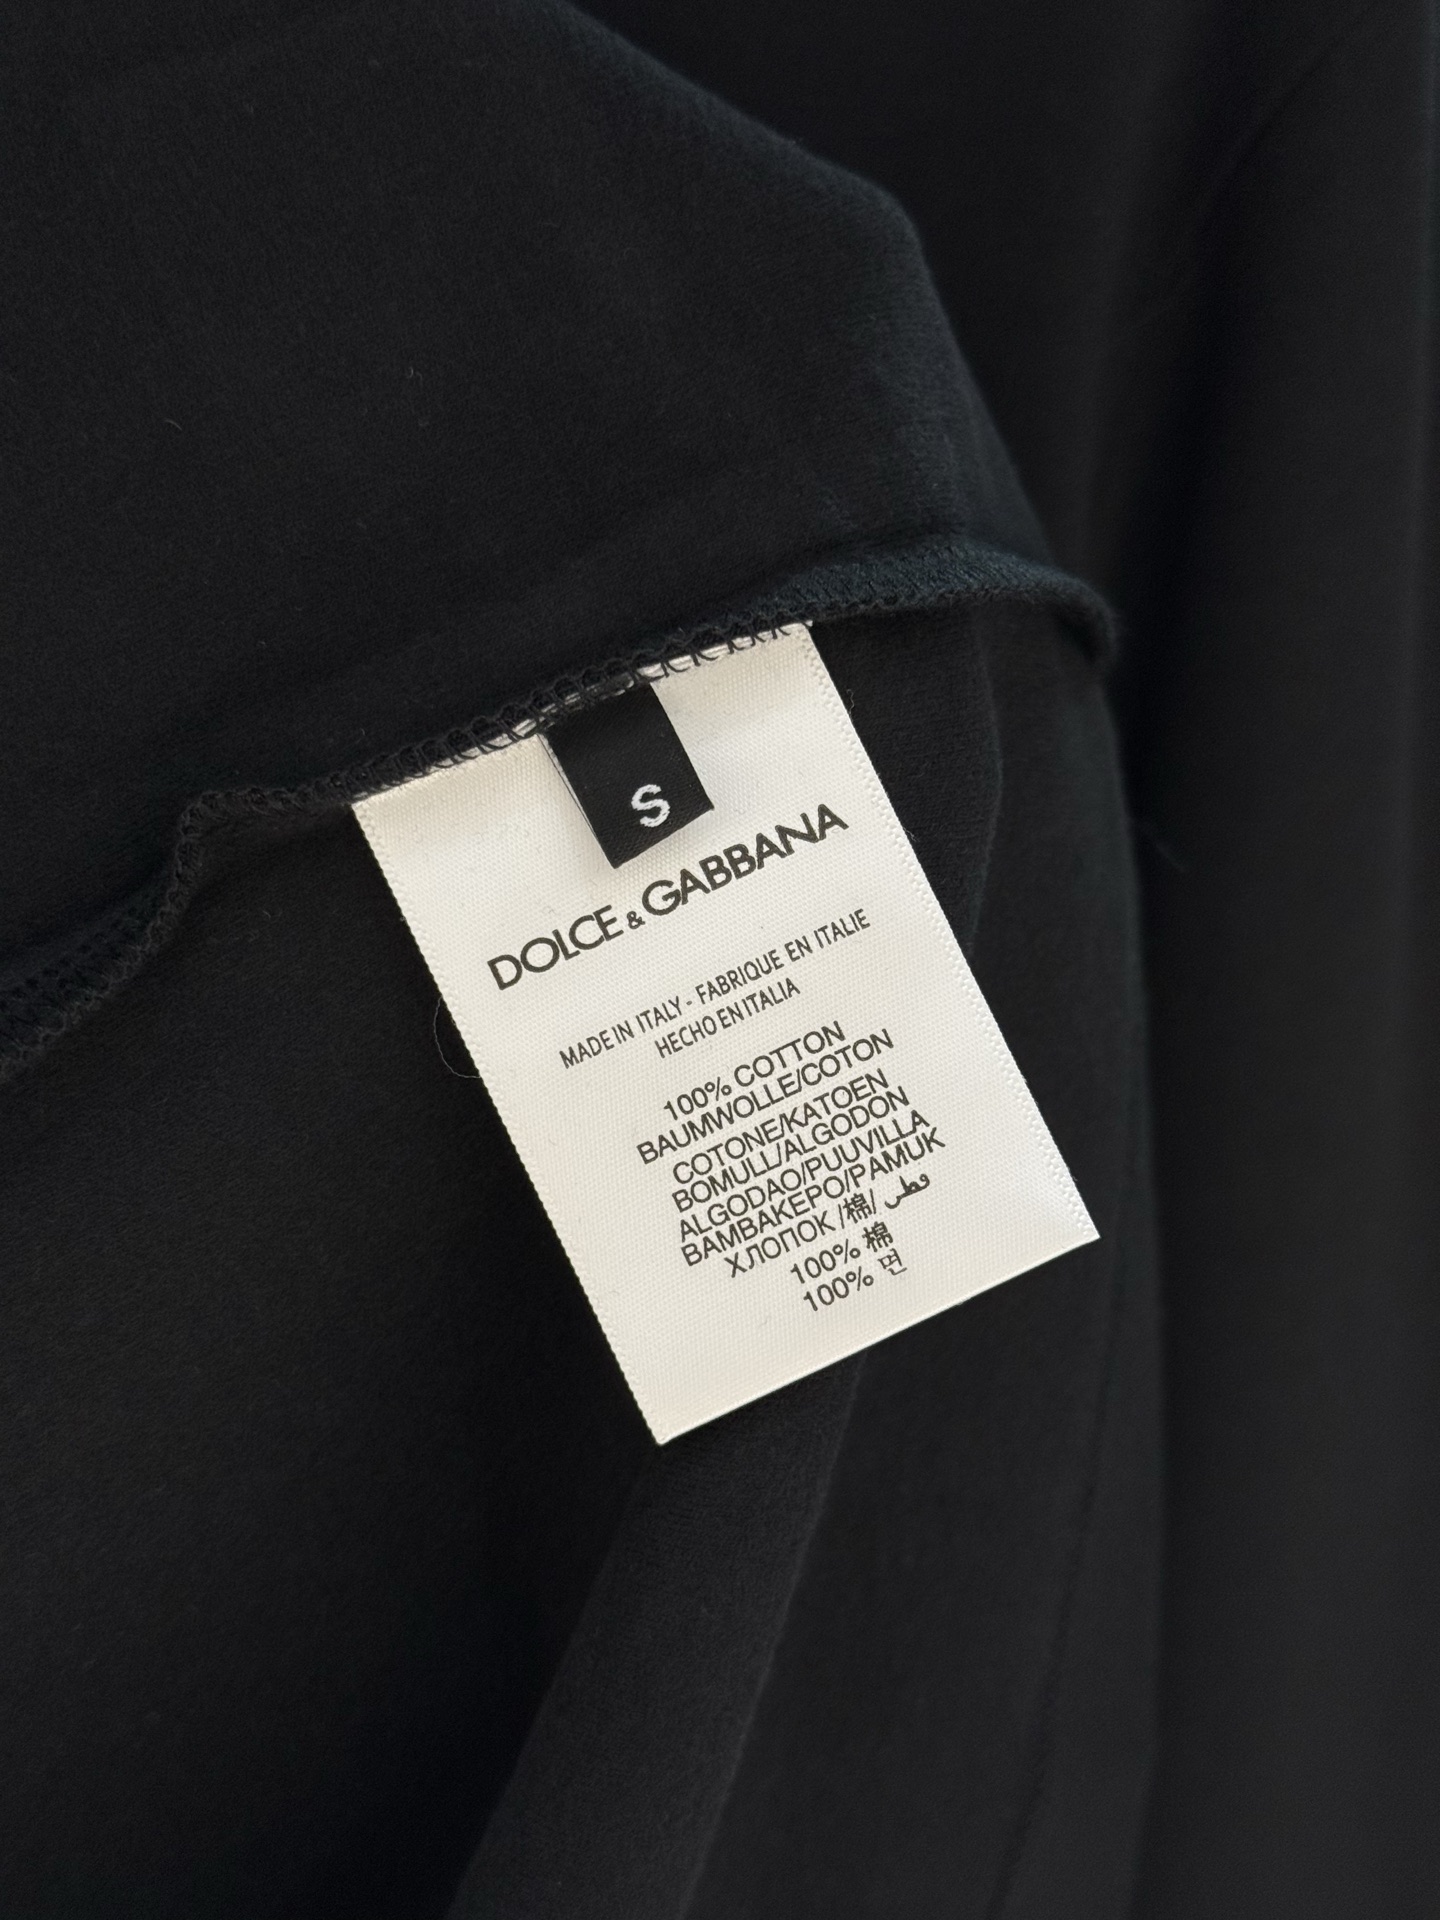 S
DOLCE & GABBANA
MADE IN ITALY - FABRIQUE EN ITALIE
HECHO EN ITALIA
100% COTTON
BAUMWOLLE/COTON
COTONE/KATOEN
BOMULL/ALGODON
ALGODAO/PUUVILLA
BAMBAKEPO/PAMUK
ХЛОПОК /棉/ قطن
100% 棉
100% 면